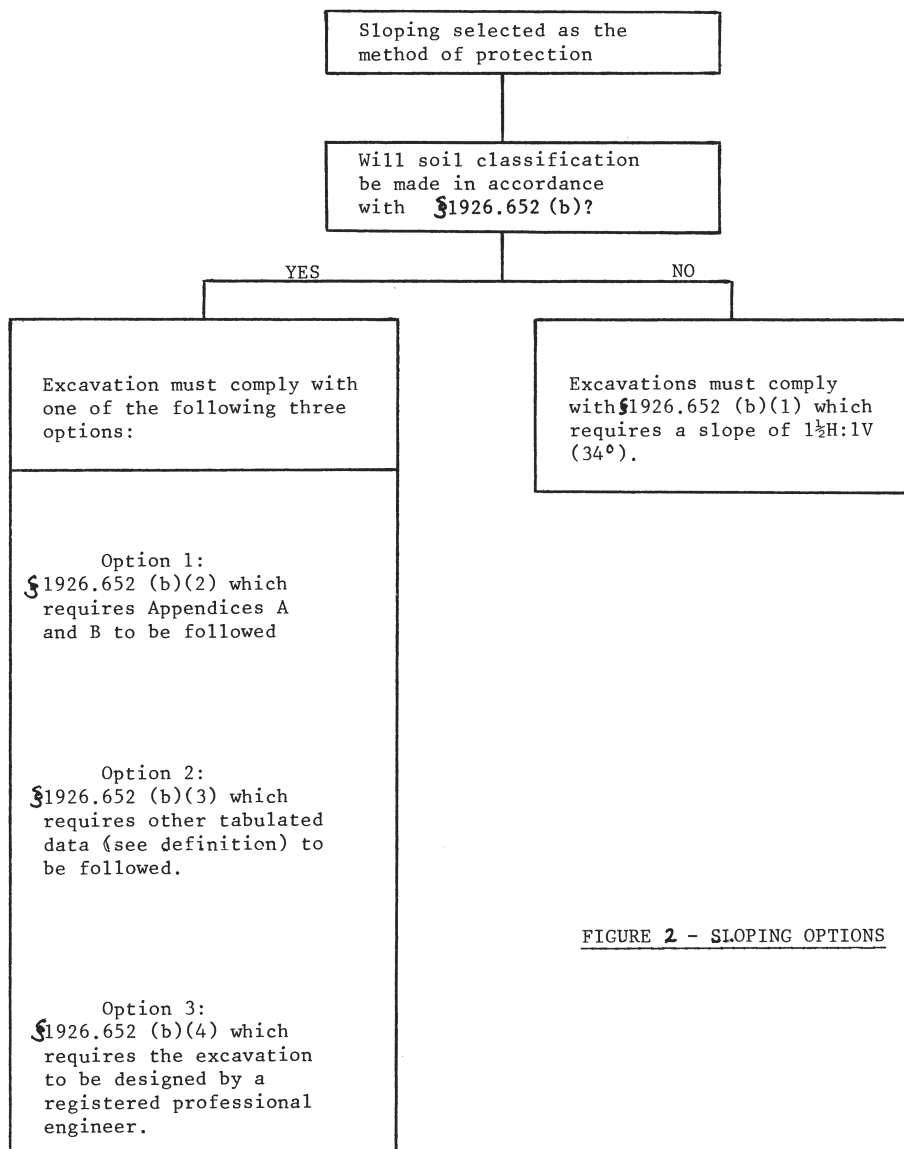 Sloping selected as the
method of protection
Will soil classification
be made in accordance
with §1926.652 (b)?
YES
NO
Excavation must comply with
one of the following three
options:
Option 1:
§1926.652 (b)(2) which
requires Appendices A
and B to be followed
Option 2:
§1926.652 (b)(3) which
requires other tabulated
data (see definition) to
be followed.
Option 3:
§1926.652 (b)(4) which
requires the excavation
to be designed by a
registered professional
engineer.
Excavations must comply
with §1926.652 (b)(1) which
requires a slope of 1½H:1V
(34°).
FIGURE 2 - SLOPING OPTIONS